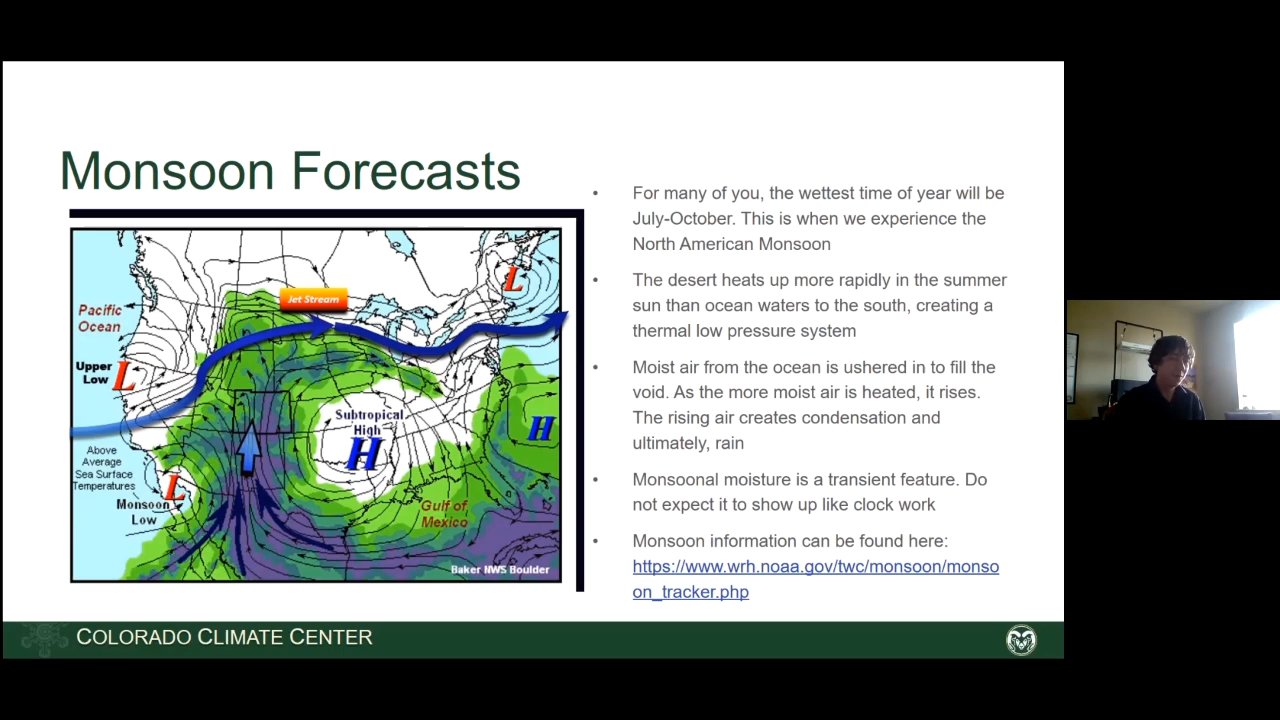 Monsoon Forecasts
Jet Stream
Pacific
Ocean
L
Upper
Low
L
Subtropical
High
H
H
Above
Average
Sea Surface
Temperatures
Monsoon
Low
L
Gulf of
Mexico
Baker NWS Boulder
• For many of you, the wettest time of year will be
July-October. This is when we experience the
North American Monsoon
• The desert heats up more rapidly in the summer
sun than ocean waters to the south, creating a
thermal low pressure system
• Moist air from the ocean is ushered in to fill the
void. As the more moist air is heated, it rises.
The rising air creates condensation and
ultimately, rain
• Monsoonal moisture is a transient feature. Do
not expect it to show up like clock work
• Monsoon information can be found here:
https://www.wrh.noaa.gov/twc/monsoon/monso
on_tracker.php
COLORADO CLIMATE CENTER